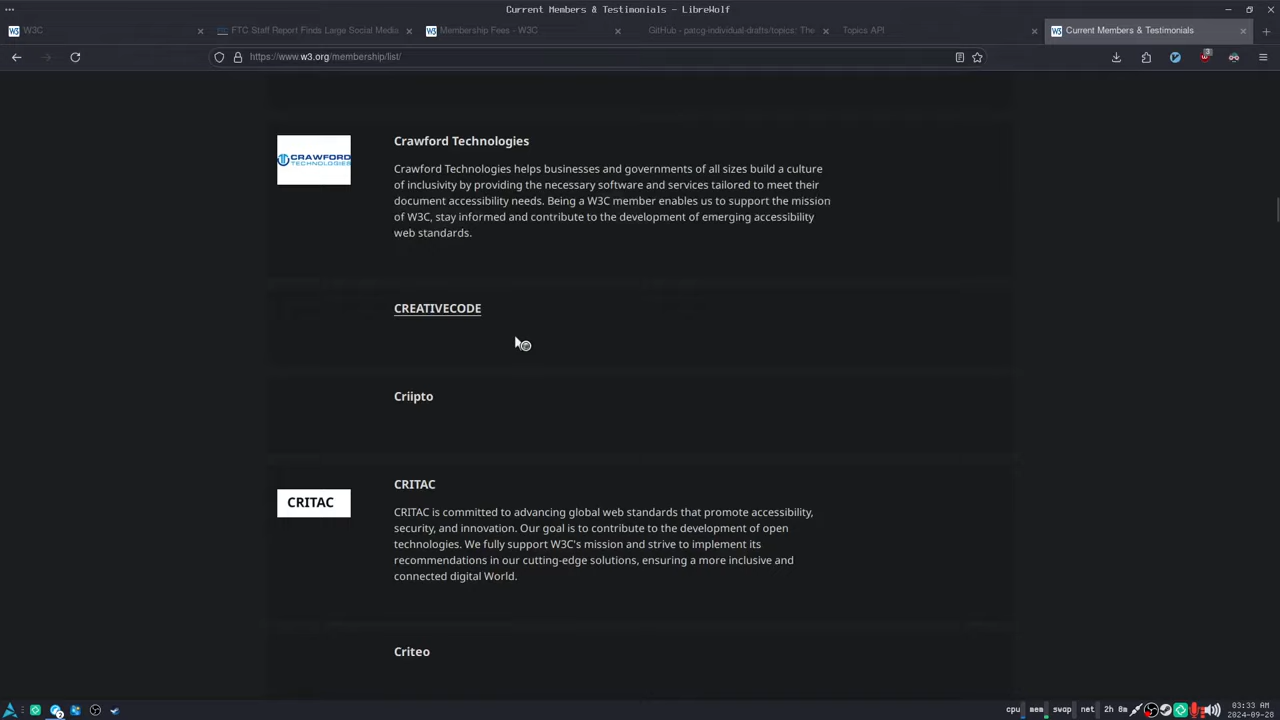 Current Members & Testimonials — LibreWolf
W3C
FTC Staff Report Finds Large Social Media
Membership Fees - W3C
GitHub - patcg-individual-drafts/topics: The
Topics API
Current Members & Testimonials
https://www.w3.org/membership/list/
3
CRAWFORD
TECHNOLOGIES
Crawford Technologies
Crawford Technologies helps businesses and governments of all sizes build a culture
of inclusivity by providing the necessary software and services tailored to meet their
document accessibility needs. Being a W3C member enables us to support the mission
of W3C, stay informed and contribute to the development of emerging accessibility
web standards.
CREATIVECODE
Criipto
CRITAC
CRITAC
CRITAC is committed to advancing global web standards that promote accessibility,
security, and innovation. Our goal is to contribute to the development of open
technologies. We fully support W3C's mission and strive to implement its
recommendations in our cutting-edge solutions, ensuring a more inclusive and
connected digital World.
Criteo
cpu mem swap net 2h 0m
03:33 AM
2024-09-28